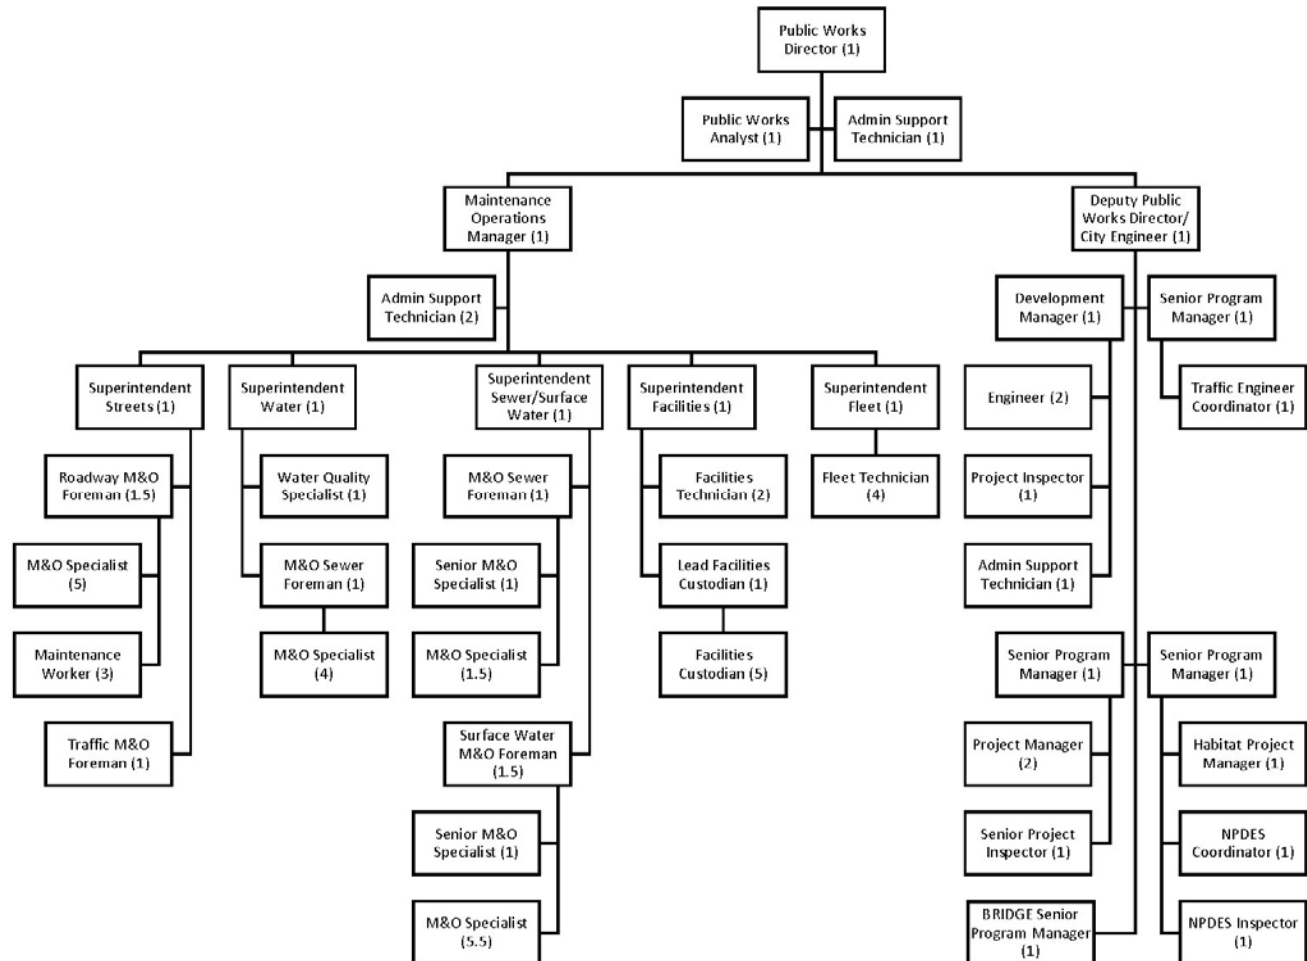 Public Works
Director (1)
Public Works
Analyst (1)
Admin Support
Technician (1)
Maintenance
Operations
Manager (1)
Deputy Public
Works Director/
City Engineer (1)
Admin Support
Technician (2)
Development
Manager (1)
Senior Program
Manager (1)
Superintendent
Streets (1)
Superintendent
Water (1)
Superintendent
Sewer/Surface
Water (1)
Superintendent
Facilities (1)
Superintendent
Fleet (1)
Engineer (2)
Traffic Engineer
Coordinator (1)
Roadway M&O
Foreman (1.5)
Water Quality
Specialist (1)
M&O Sewer
Foreman (1)
Facilities
Technician (2)
Fleet Technician
(4)
Project Inspector
(1)
M&O Specialist
(5)
M&O Sewer
Foreman (1)
Senior M&O
Specialist (1)
Lead Facilities
Custodian (1)
Admin Support
Technician (1)
Maintenance
Worker (3)
M&O Specialist
(4)
M&O Specialist
(1.5)
Facilities
Custodian (5)
Senior Program
Manager (1)
Senior Program
Manager (1)
Traffic M&O
Foreman (1)
Surface Water
M&O Foreman
(1.5)
Project Manager
(2)
Habitat Project
Manager (1)
Senior M&O
Specialist (1)
Senior Project
Inspector (1)
NPDES
Coordinator (1)
M&O Specialist
(5.5)
BRIDGE Senior
Program Manager
(1)
NPDES Inspector
(1)